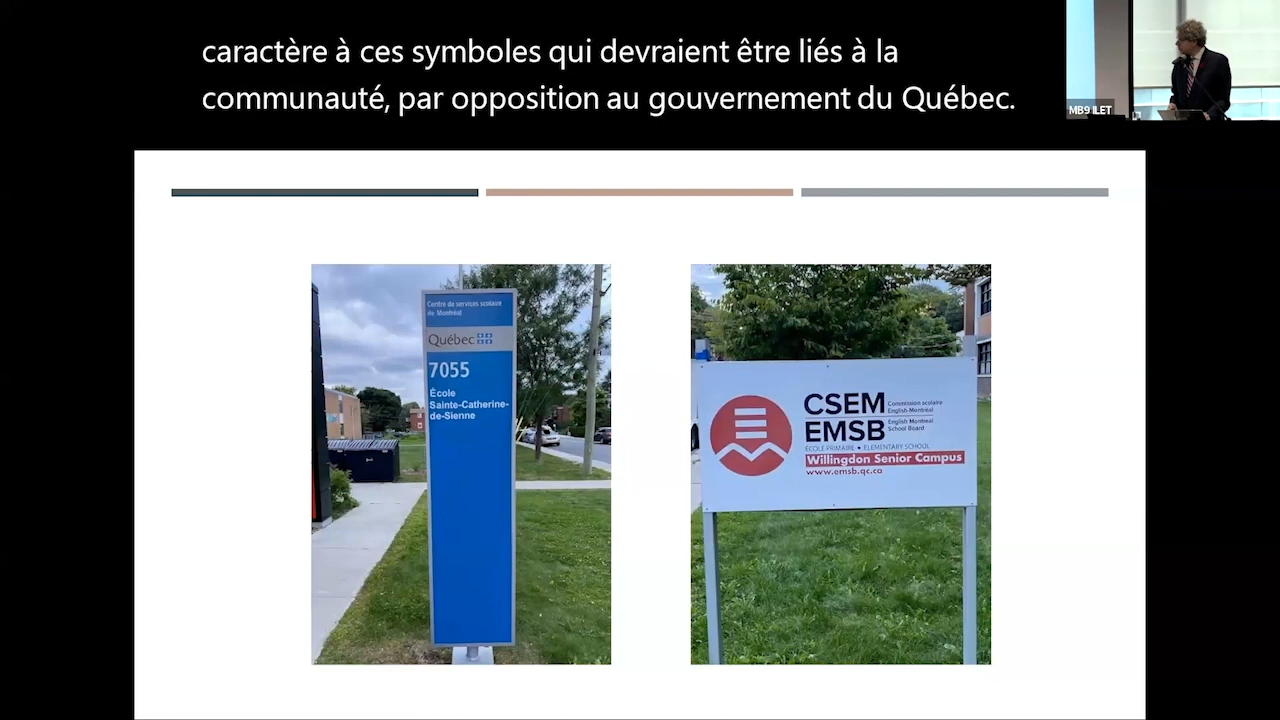 caractère à ces symboles qui devraient être liés à la
communauté, par opposition au gouvernement du Québec.
MB9
LET
Centre de services scolaire
de Montréal
Québec
7055
École
Sainte-Catherine-
de-Sienne
CSEM
Commission scolaire
English-Montréal
EMSB
English Montreal
School Board
ÉCOLE PRIMAIRE • ELEMENTARY SCHOOL
Willingdon Senior Campus
www.emsb.qc.ca